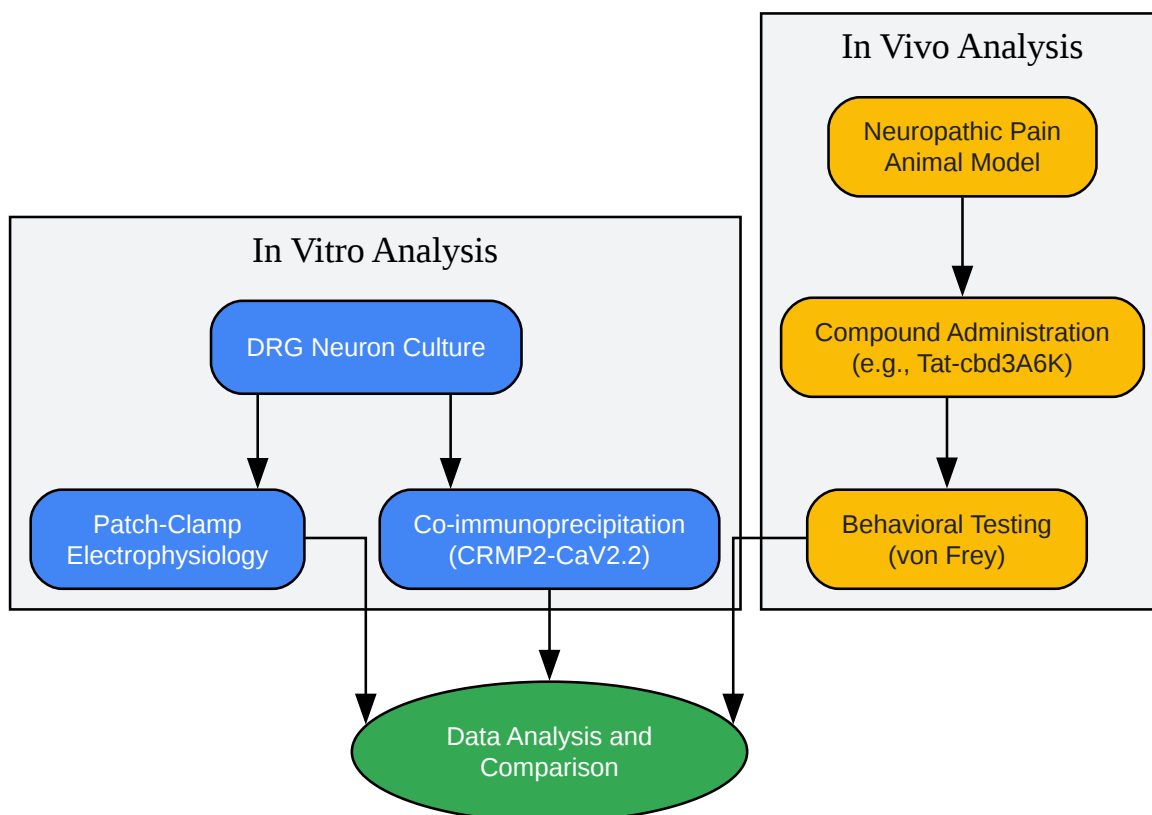 In Vivo Analysis
Neuropathic Pain
Animal Model
In Vitro Analysis
DRG Neuron Culture
Compound Administration
(e.g., Tat-cbd3A6K)
Patch-Clamp
Electrophysiology
Co-immunoprecipitation
(CRMP2-CaV2.2)
Behavioral Testing
(von Frey)
Data Analysis and
Comparison